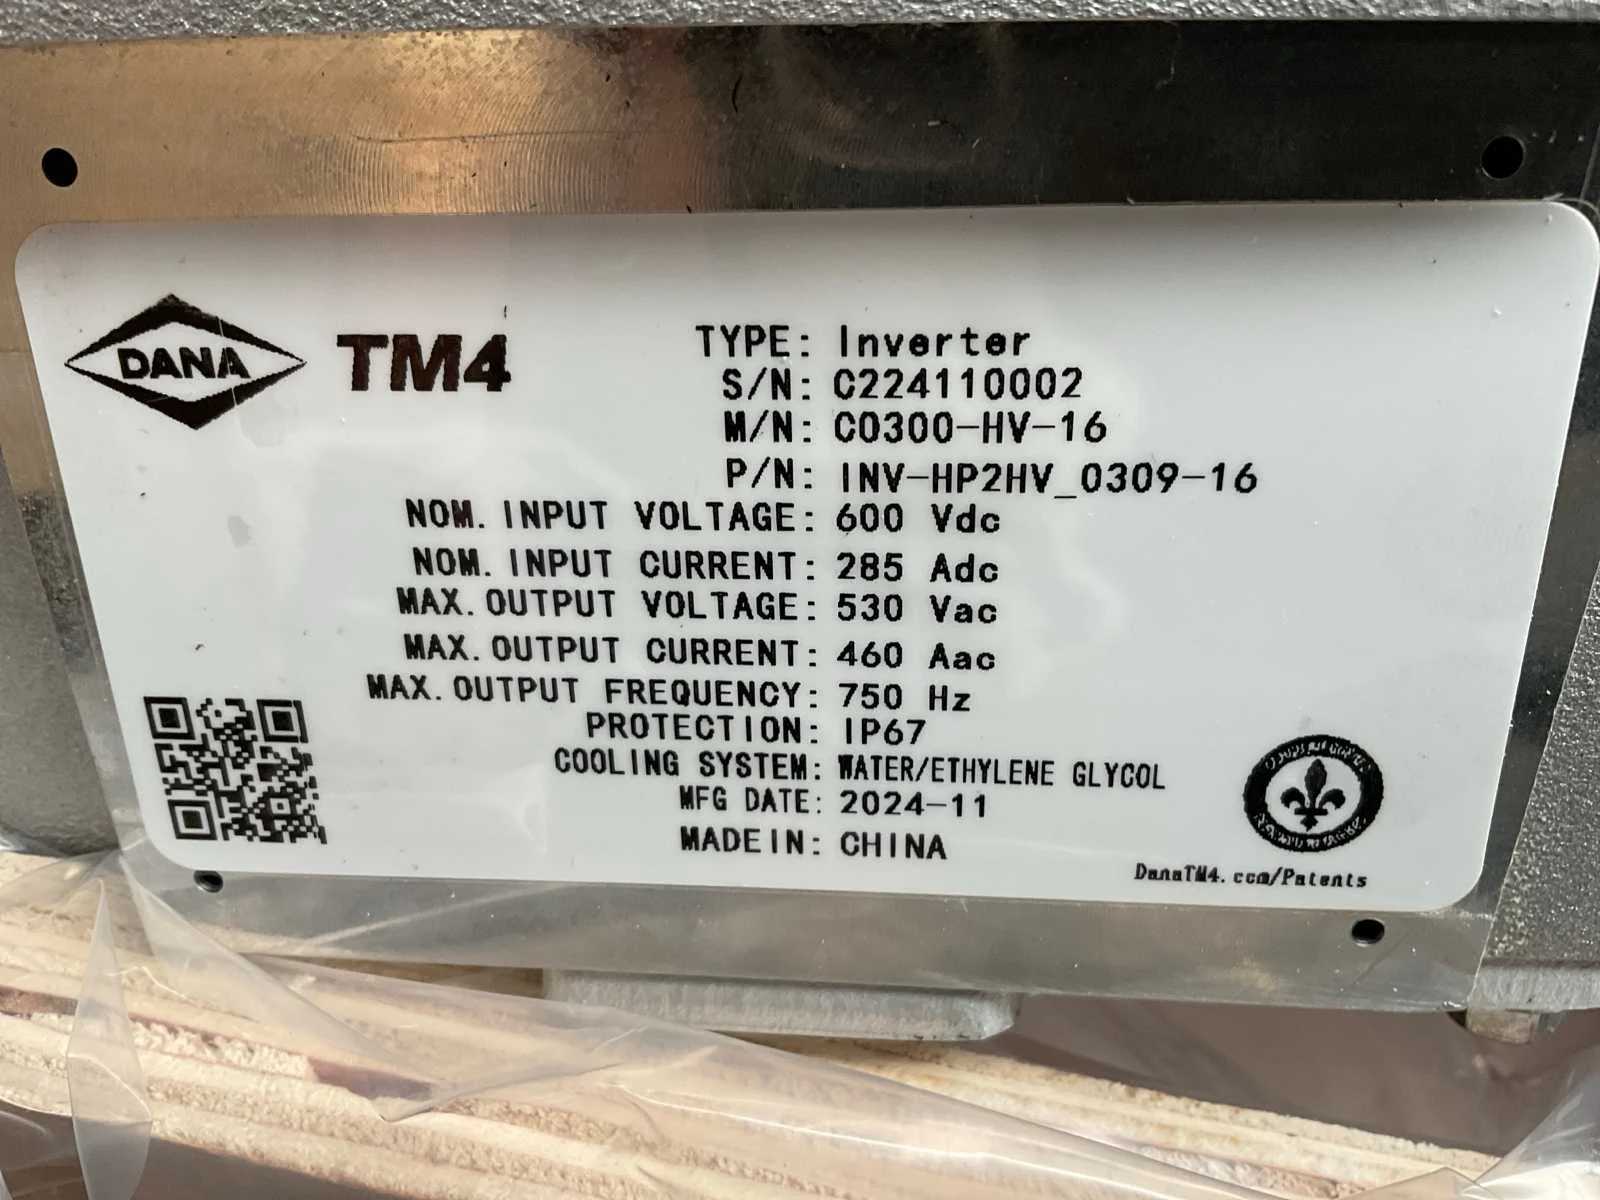 DANA TM4
TYPE: Inverter
S/N: C224110002
M/N: CO300-HV-16
P/N: INV-HP2HV_0309-16
NOM. INPUT VOLTAGE: 600 Vdc
NOM. INPUT CURRENT: 285 Adc
MAX. OUTPUT VOLTAGE: 530 Vac
MAX. OUTPUT CURRENT: 460 Aac
MAX. OUTPUT FREQUENCY: 750 Hz
PROTECTION: IP67
COOLING SYSTEM: WATER/ETHYLENE GLYCOL
MFG DATE: 2024-11
MADE IN: CHINA
DanaTM4.com/Patents